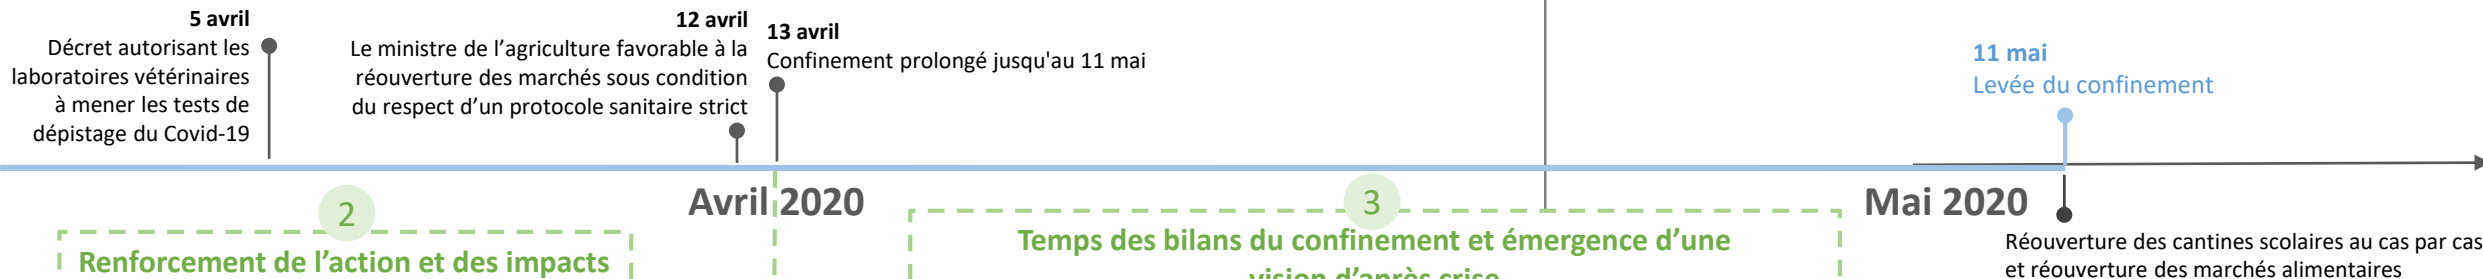 5 avril
Décret autorisant les
laboratoires vétérinaires
à mener les tests de
dépistage du Covid-19
12 avril
Le ministre de l'agriculture favorable à la
réouverture des marchés sous condition
du respect d'un protocole sanitaire strict
13 avril
Confinement prolongé jusqu'au 11 mai
11 mai
Levée du confinement
Avril 2020
Mai 2020
2
Renforcement de l'action et des impacts
3
Temps des bilans du confinement et émergence d'une
vision d'après crise
Réouverture des cantines scolaires au cas par cas
et réouverture des marchés alimentaires